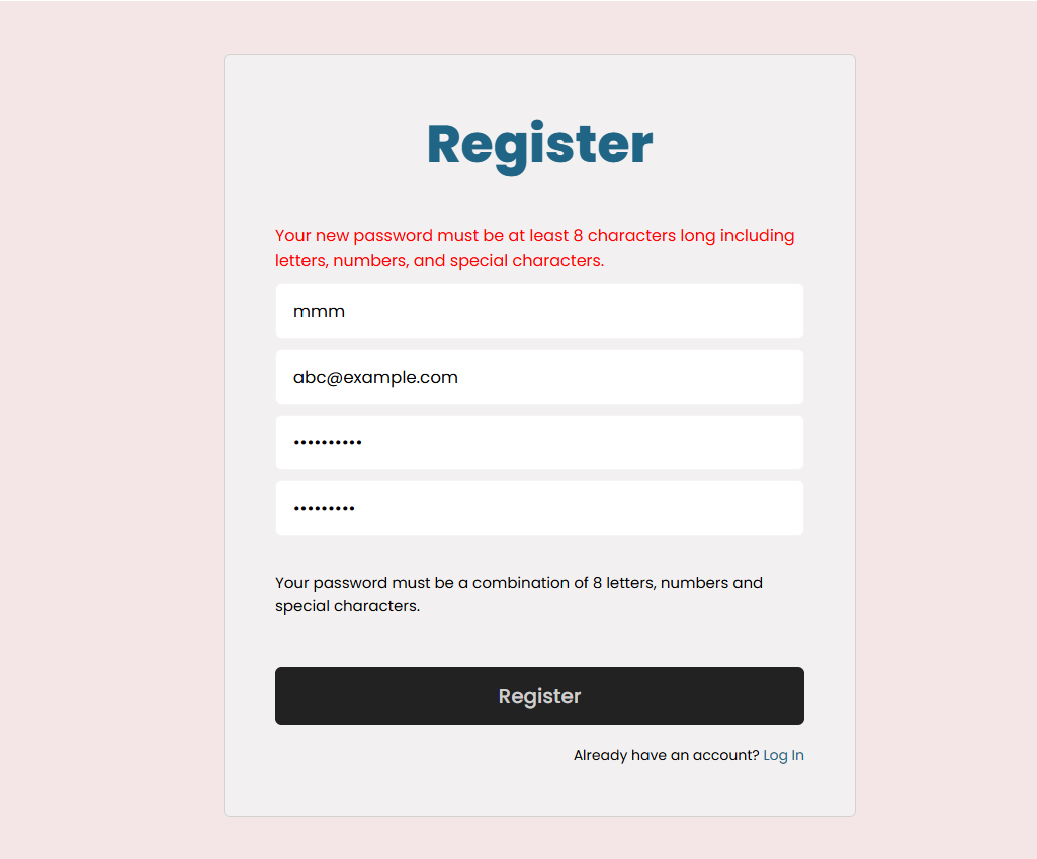 Register
Your new password must be at least 8 characters long including
letters, numbers, and special characters.
mmm
abc@example.com
••••••••••
•••••••••
Your password must be a combination of 8 letters, numbers and
special characters.
Register
Already have an account? Log In